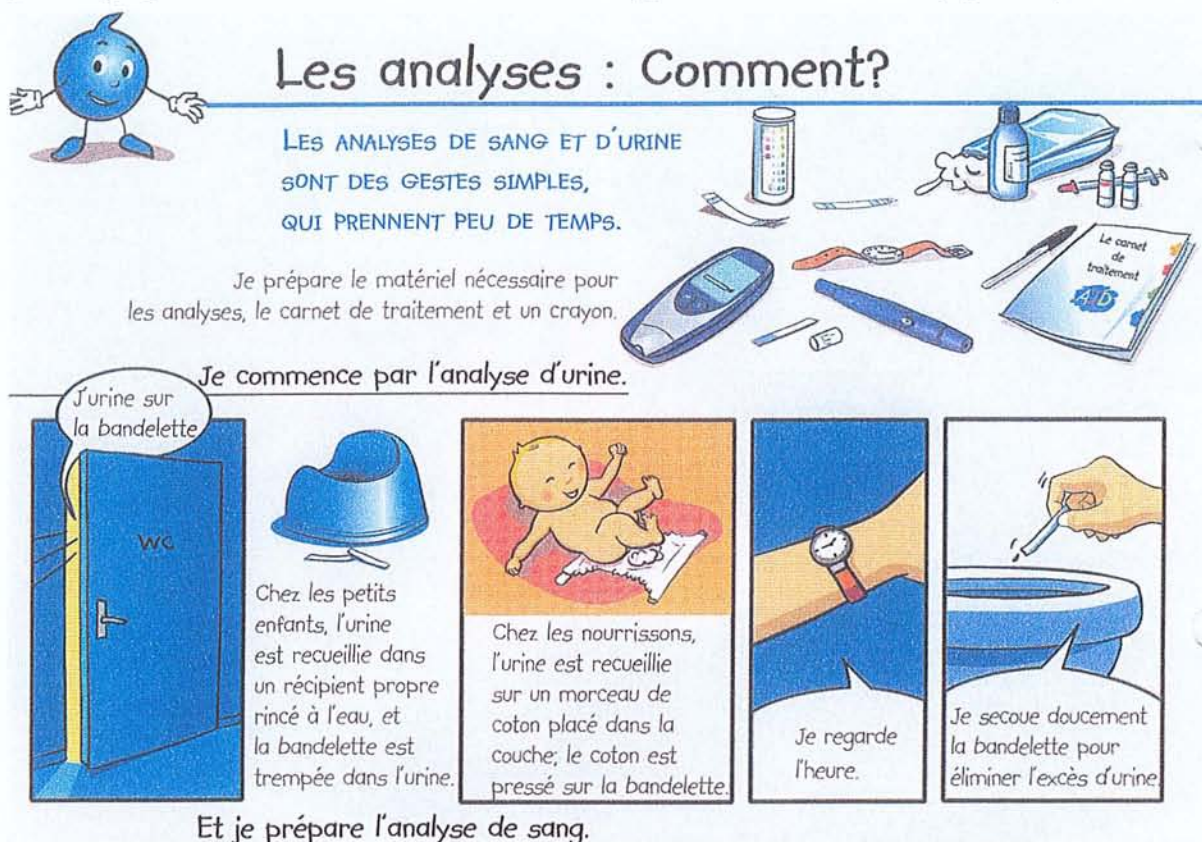 Les analyses : Comment?
LES ANALYSES DE SANG ET D'URINE
SONT DES GESTES SIMPLES,
QUI PRENNENT PEU DE TEMPS.
Je prépare le matériel nécessaire pour
les analyses, le carnet de traitement et un crayon.
Le carnet
de
traitement
AJD
Je commence par l'analyse d'urine.
J'urine sur
la bandelette
WC
Chez les petits
enfants, l'urine
est recueillie dans
un récipient propre
rincé à l'eau, et
la bandelette est
trempée dans l'urine.
Chez les nourrissons,
l'urine est recueillie
sur un morceau de
coton placé dans la
couche; le coton est
pressé sur la bandelette.
Je regarde
l'heure.
Je secoue doucement
la bandelette pour
éliminer l'excès d'urine.
Et je prépare l'analyse de sang.